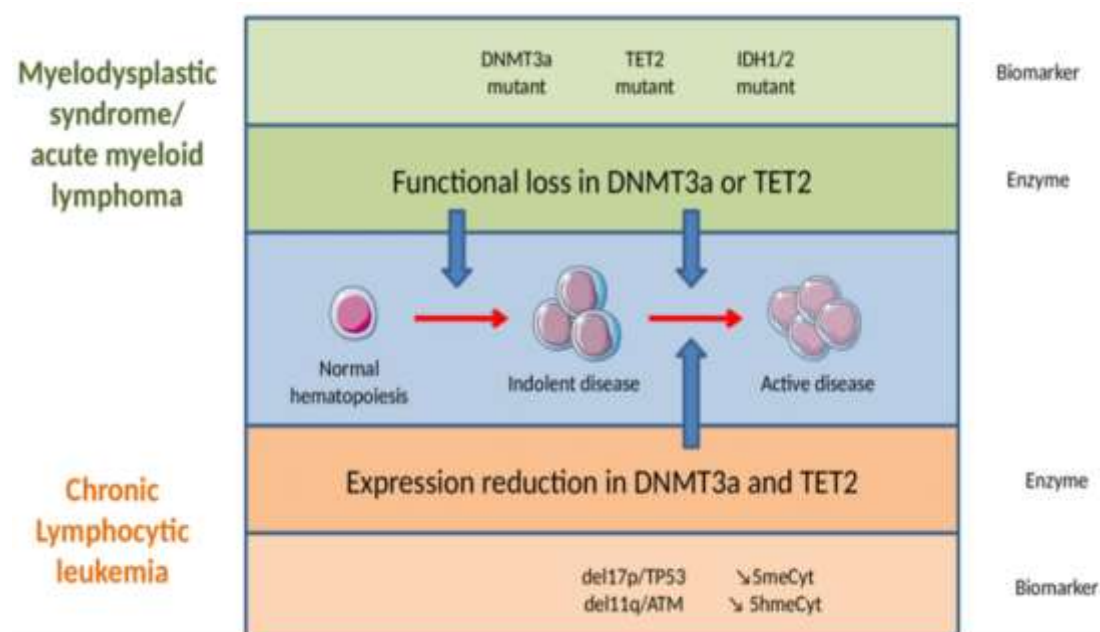 Myelodysplastic
syndrome/
acute myeloid
lymphoma
DNMT3a
mutant
TET2
mutant
IDH1/2
mutant
Biomarker
Functional loss in DNMT3a or TET2
Enzyme
Normal
hematopoiesis
Indolent disease
Active disease
Chronic
Lymphocytic
leukemia
Expression reduction in DNMT3a and TET2
Enzyme
del17p/TP53
del11q/ATM
↘5meCyt
↘ 5hmeCyt
Biomarker